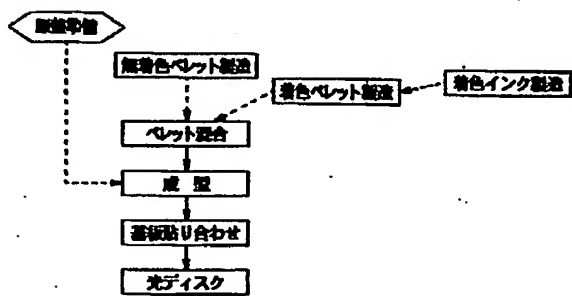 無着色ペレット製造
着色ペレット製造
着色インク製造
ペレット混合
成型
基板貼り合わせ
光ディスク